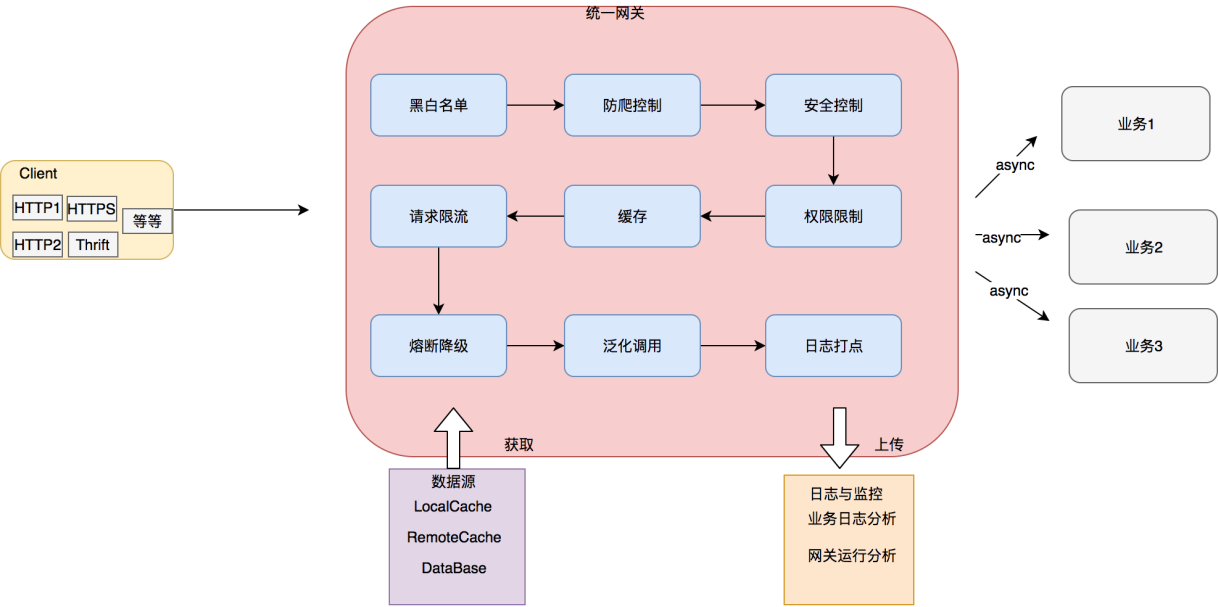 统一网关
黑白名单
防爬控制
安全控制
业务1
Client
HTTP1
HTTPS
等等
HTTP2
Thrift
请求限流
缓存
权限限制
async
async
业务2
async
熔断降级
泛化调用
日志打点
业务3
获取
上传
数据源
LocalCache
RemoteCache
DataBase
日志与监控
业务日志分析
网关运行分析